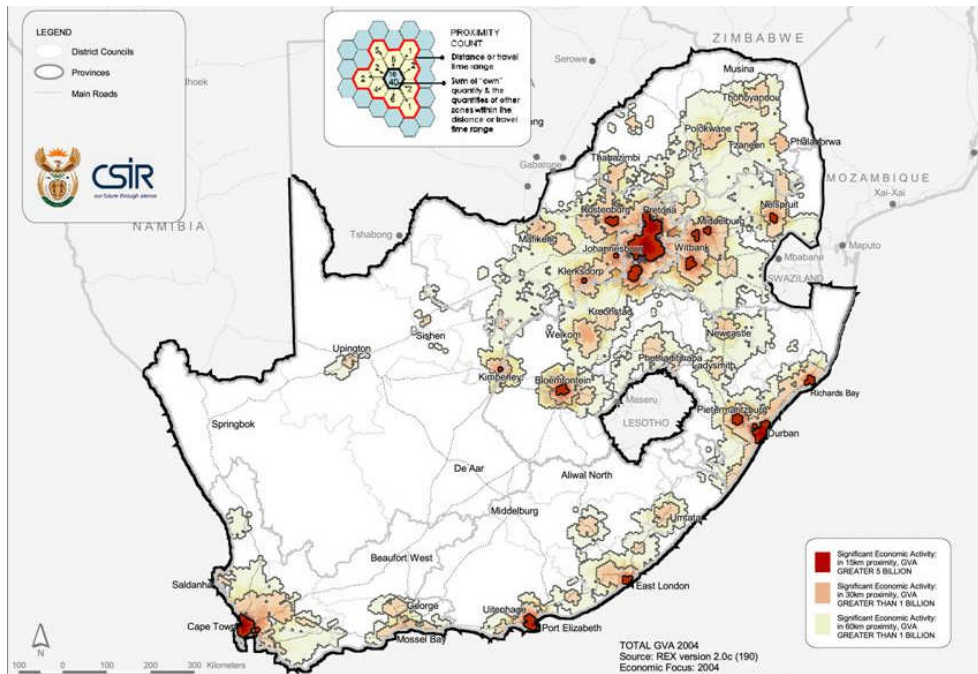 LEGEND
District Councils
Provinces
Main Roads
CSIR
our future through science
PROXIMITY
COUNT
Distance or travel
time range
Sum of "own"
quantity & the
quantities of other
zones within the
distance or travel
time range
ZIMBABWE
Serowe
Musina
Thohoyandou
Polokwane
Tzaneen
Phalaborwa
Gaborone
Thabazimbi
MOZAMBIQUE
Xai-Xai
NAMIBIA
Tshabong
Mafikeng
Rustenburg
Pretoria
Middelburg
Nelspruit
Johannesburg
Witbank
Maputo
Mbabane
SWAZILAND
Klerksdorp
Kroonstad
Sishen
Welkom
Newcastle
Upington
Kimberley
Bloemfontein
Phuthaditjhaba
Ladysmith
Maseru
LESOTHO
Richards Bay
Pietermaritzburg
Durban
Springbok
De Aar
Aliwal North
Middelburg
Umtata
Beaufort West
Saldanha
George
Uitenhage
East London
Cape Town
Mossel Bay
Port Elizabeth
Significant Economic Activity:
in 15km proximity, GVA
GREATER 5 BILLION
Significant Economic Activity:
in 30km proximity, GVA
GREATER THAN 1 BILLION
Significant Economic Activity:
in 60km proximity, GVA
GREATER THAN 1 BILLION
N
100 0 100 200 300 Kilometers
TOTAL GVA 2004
Source: REX version 2.0c (190)
Economic Focus: 2004